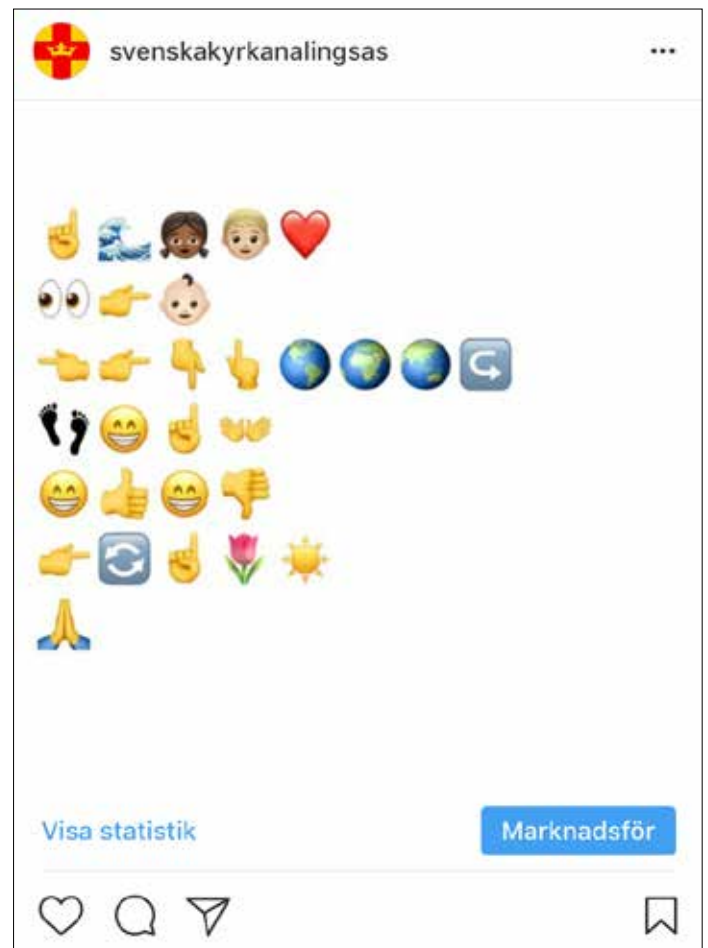 svenskakyrkanalingsas
☝️🌊👧🏾👦🏼❤️
👀👉👶🏻
👈👉👇👆🌎🌍🌏↪️
👣😁☝️👐
😁👍😁👎
👉🔄☝️🌷☀️
🙏
Visa statistik
Marknadsför